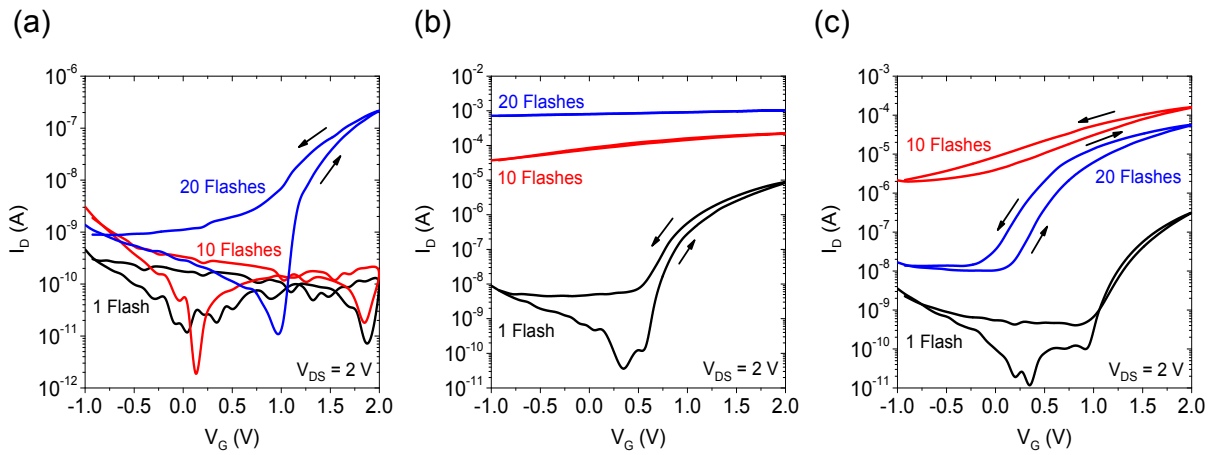 (a)
10⁻⁶
10⁻⁷
10⁻⁸
10⁻⁹
10⁻¹⁰
10⁻¹¹
10⁻¹²
I_D (A)
20 Flashes
10 Flashes
1 Flash
V_DS = 2 V
-1.0 -0.5 0.0 0.5 1.0 1.5 2.0
V_G (V)
(b)
10⁻²
10⁻³
10⁻⁴
10⁻⁵
10⁻⁶
10⁻⁷
10⁻⁸
10⁻⁹
10⁻¹⁰
10⁻¹¹
I_D (A)
20 Flashes
10 Flashes
1 Flash
V_DS = 2 V
-1.0 -0.5 0.0 0.5 1.0 1.5 2.0
V_G (V)
(c)
10⁻³
10⁻⁴
10⁻⁵
10⁻⁶
10⁻⁷
10⁻⁸
10⁻⁹
10⁻¹⁰
10⁻¹¹
I_D (A)
10 Flashes
20 Flashes
1 Flash
V_DS = 2 V
-1.0 -0.5 0.0 0.5 1.0 1.5 2.0
V_G (V)